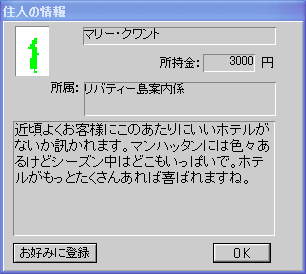 住人の情報
マリー・クワント
所持金: 3000 円
所属: リバティー島案内係
近頃よくお客様にこのあたりにいいホテルが
ないか訊かれます。マンハッタンには色々あ
るけどシーズン中はどこもいっぱいで。ホテ
ルがもっとたくさんあれば喜ばれますね。
お好みに登録 OK